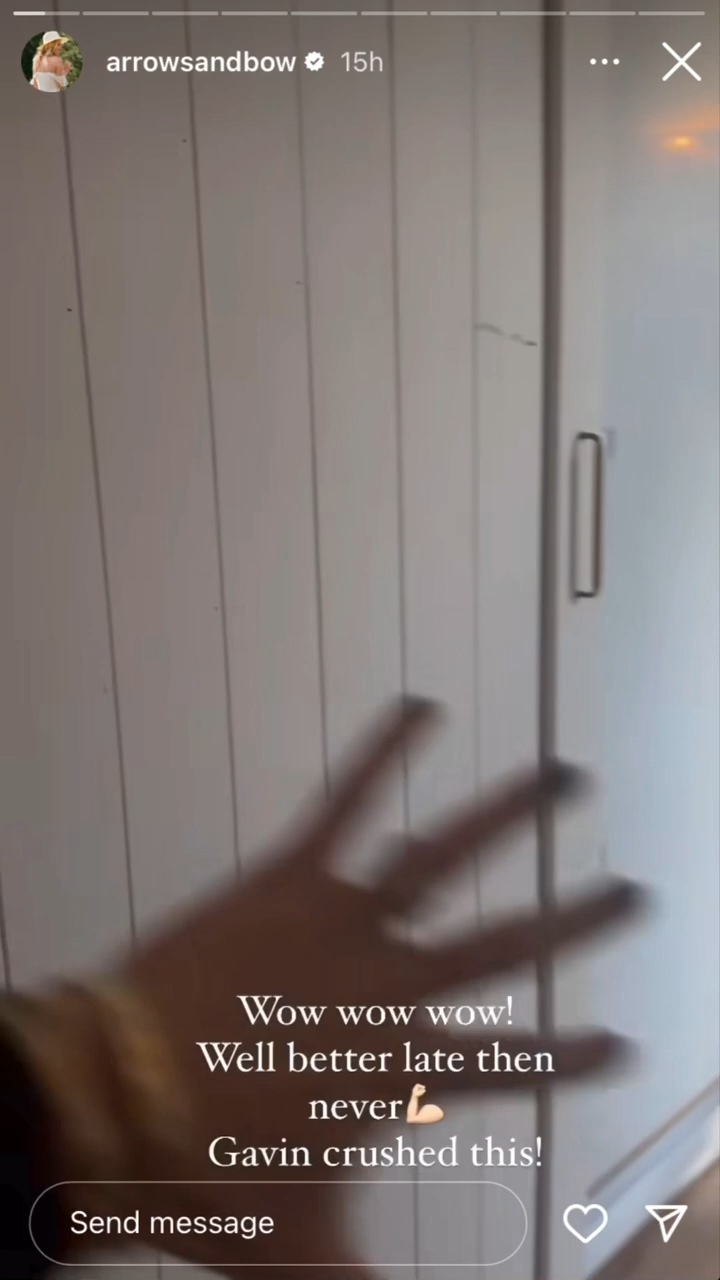 arrowsandbow 15h
Wow wow wow!
Well better late then
never💪🏻
Gavin crushed this!
Send message